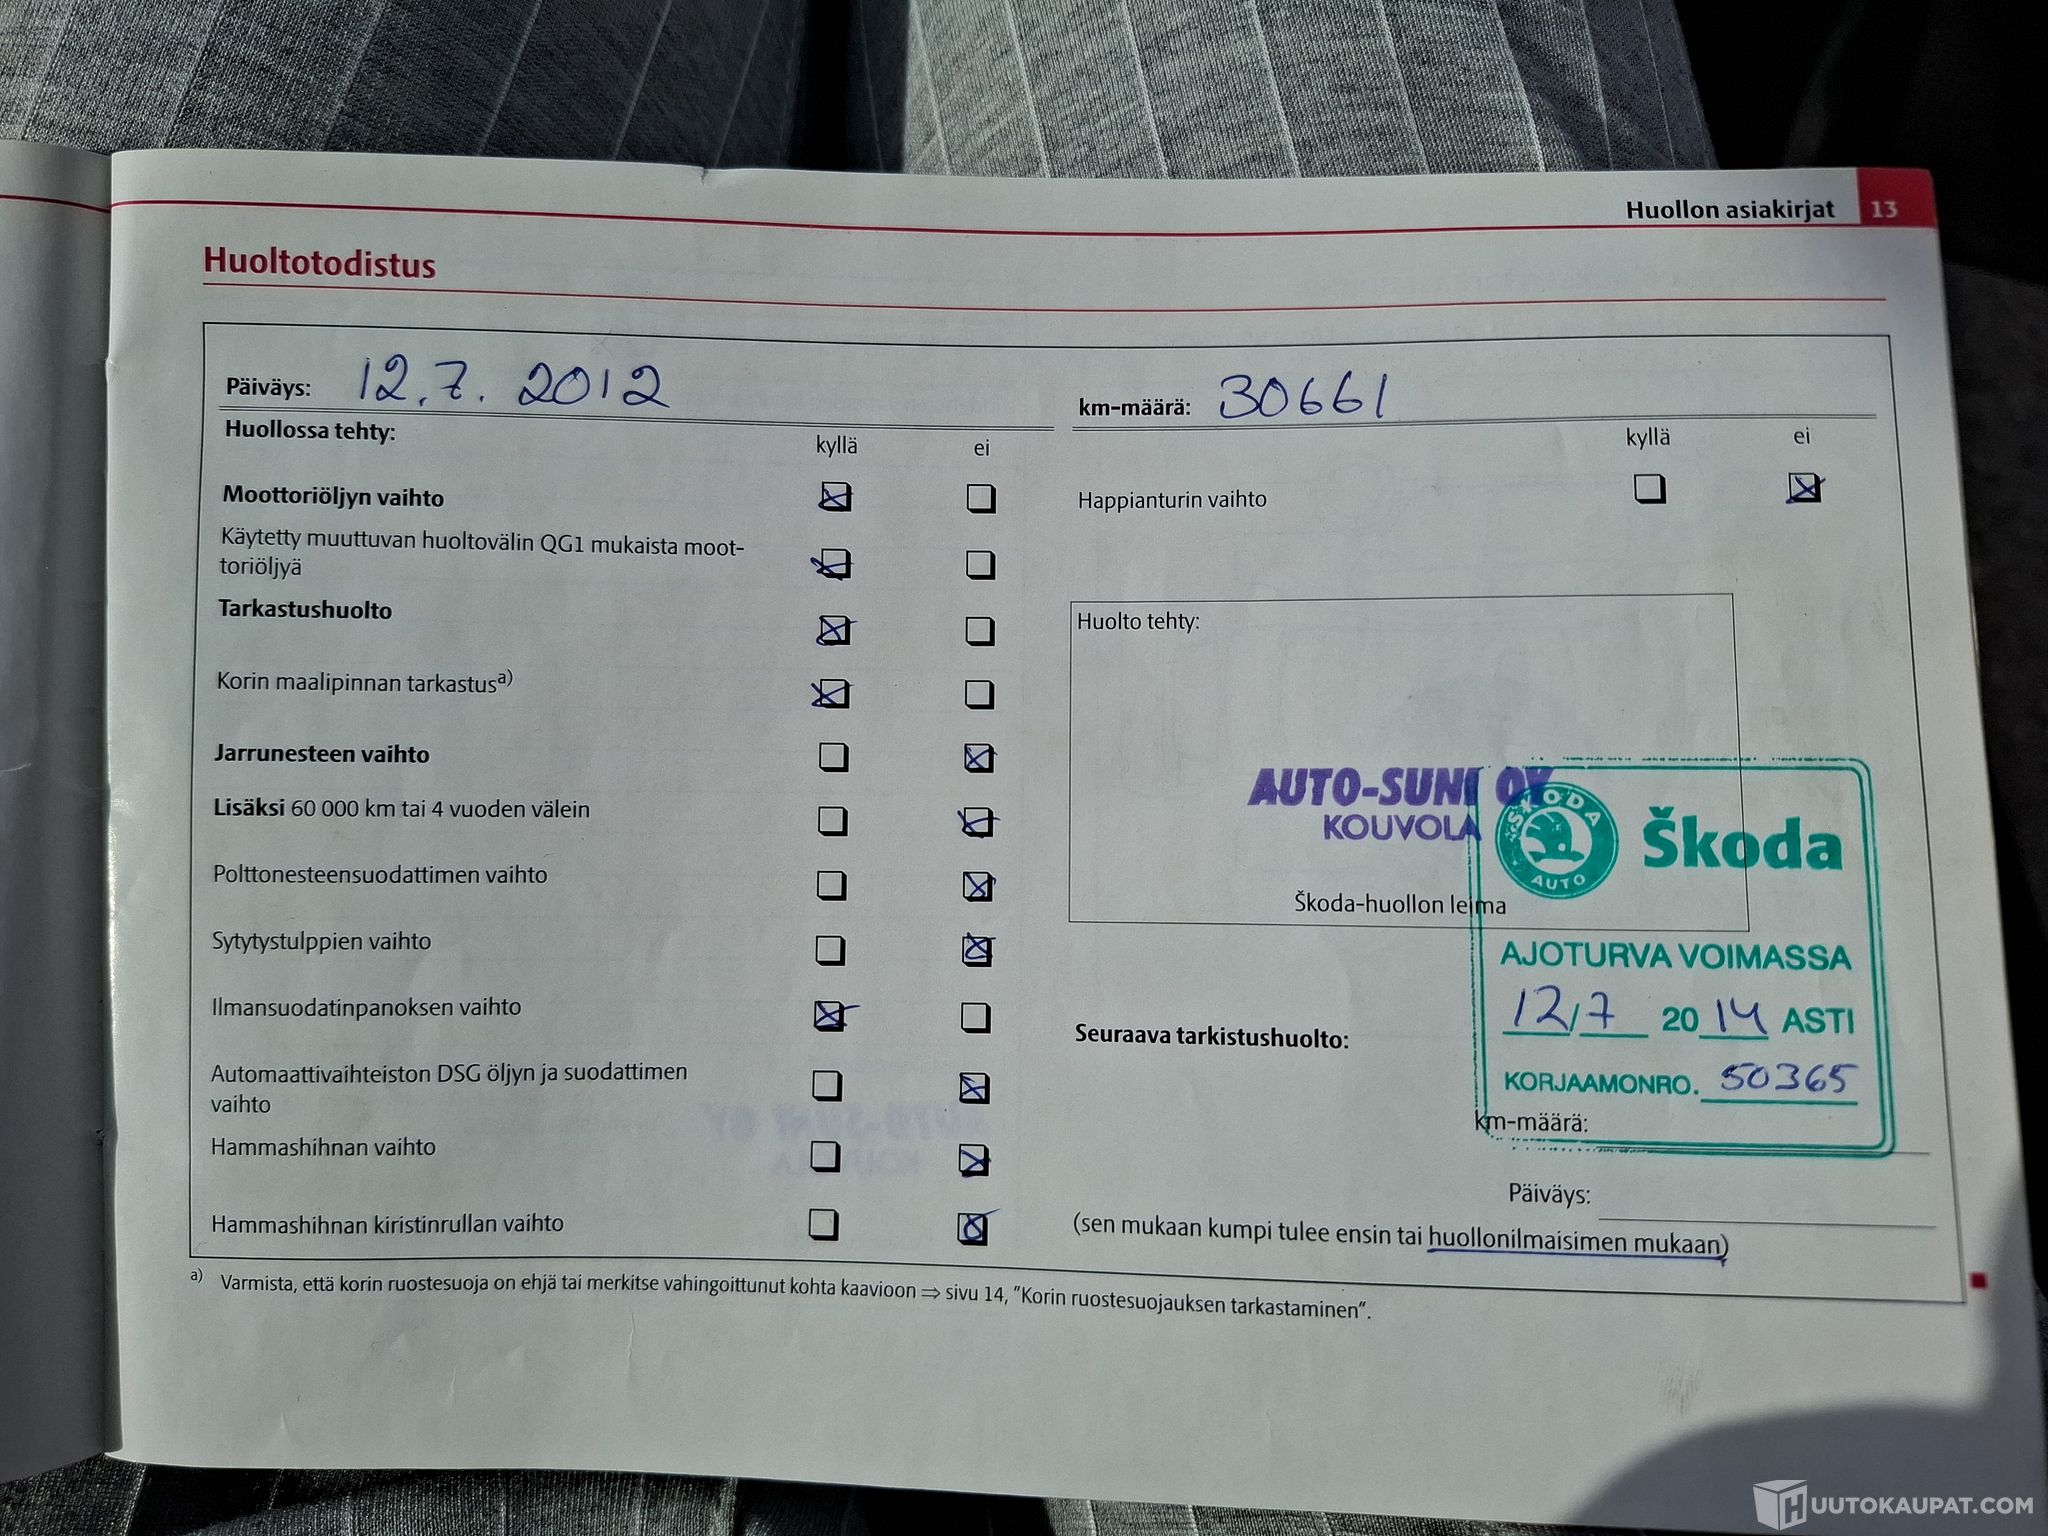 Huollon asiakirjat 13
Huoltotodistus
Päiväys: 12.7. 2012
Huollossa tehty:
kyllä ei
Moottoriöljyn vaihto
Käytetty muuttuvan huoltovälin QG1 mukaista moot-
toriöljyä
Tarkastushuolto
Korin maalipinnan tarkastusa)
Jarrunesteen vaihto
Lisäksi 60 000 km tai 4 vuoden välein
Polttonesteensuodattimen vaihto
Sytytystulppien vaihto
Ilmansuodatinpanoksen vaihto
Automaattivaihteiston DSG öljyn ja suodattimen
vaihto
Hammashihnan vaihto
Hammashihnan kiristinrullan vaihto
km-määrä: 30661
kyllä ei
Happianturin vaihto
Huolto tehty:
AUTO-SUNI OY
KOUVOLA
Škoda-huollon leima
ŠKODA
AUTO
Škoda
AJOTURVA VOIMASSA
12/7 2014 ASTI
KORJAAMONRO. 50365
Seuraava tarkistushuolto:
km-määrä:
Päiväys:
(sen mukaan kumpi tulee ensin tai huollonilmaisimen mukaan)
a) Varmista, että korin ruostesuoja on ehjä tai merkitse vahingoittunut kohta kaavioon ⇒ sivu 14, "Korin ruostesuojauksen tarkastaminen".
HUUTOKAUPAT.COM